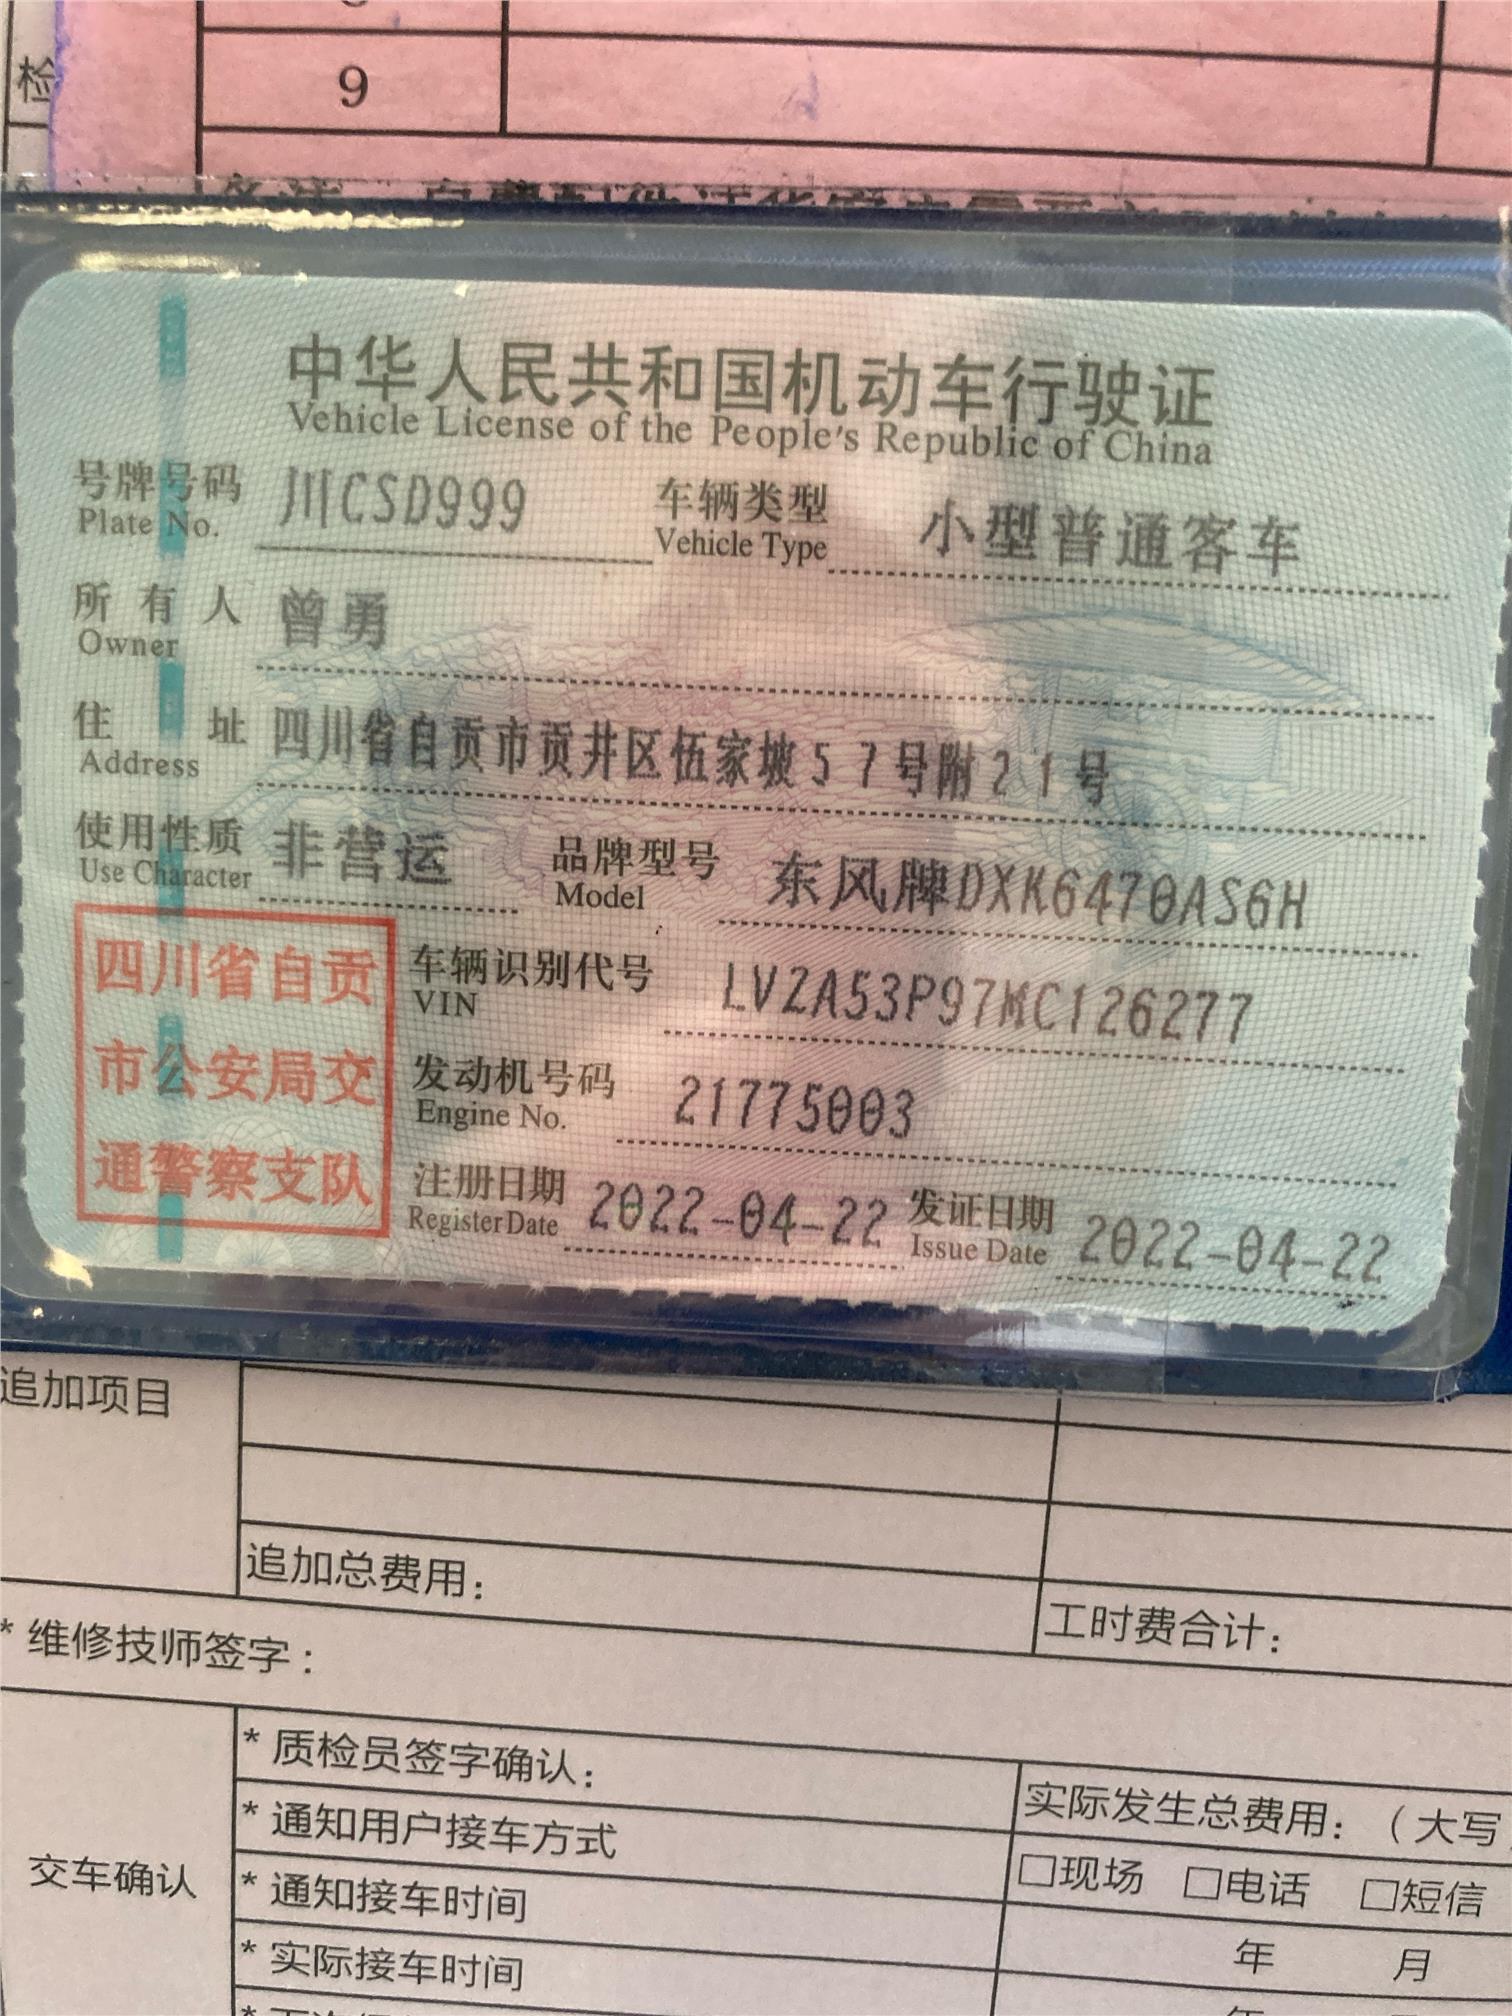 检
9
中华人民共和国机动车行驶证
Vehicle License of the People's Republic of China
号牌号码 川CSD999 车辆类型 小型普通客车
Plate No. Vehicle Type
所有人 曾勇
Owner
住址 四川省自贡市贡井区伍家坡57号附21号
Address
使用性质 非营运 品牌型号 东风牌DXK6470AS6H
Use Character Model
四川省自贡
市公安局交
通警察支队
车辆识别代号 LVZA53P97MC126277
VIN
发动机号码 21775003
Engine No.
注册日期 2022-04-22 发证日期 2022-04-22
Register Date Issue Date
追加项目
追加总费用：
工时费合计：
* 维修技师签字：
交车确认
* 质检员签字确认：
实际发生总费用：（大写
* 通知用户接车方式
□现场 □电话 □短信
* 通知接车时间
年 月
* 实际接车时间